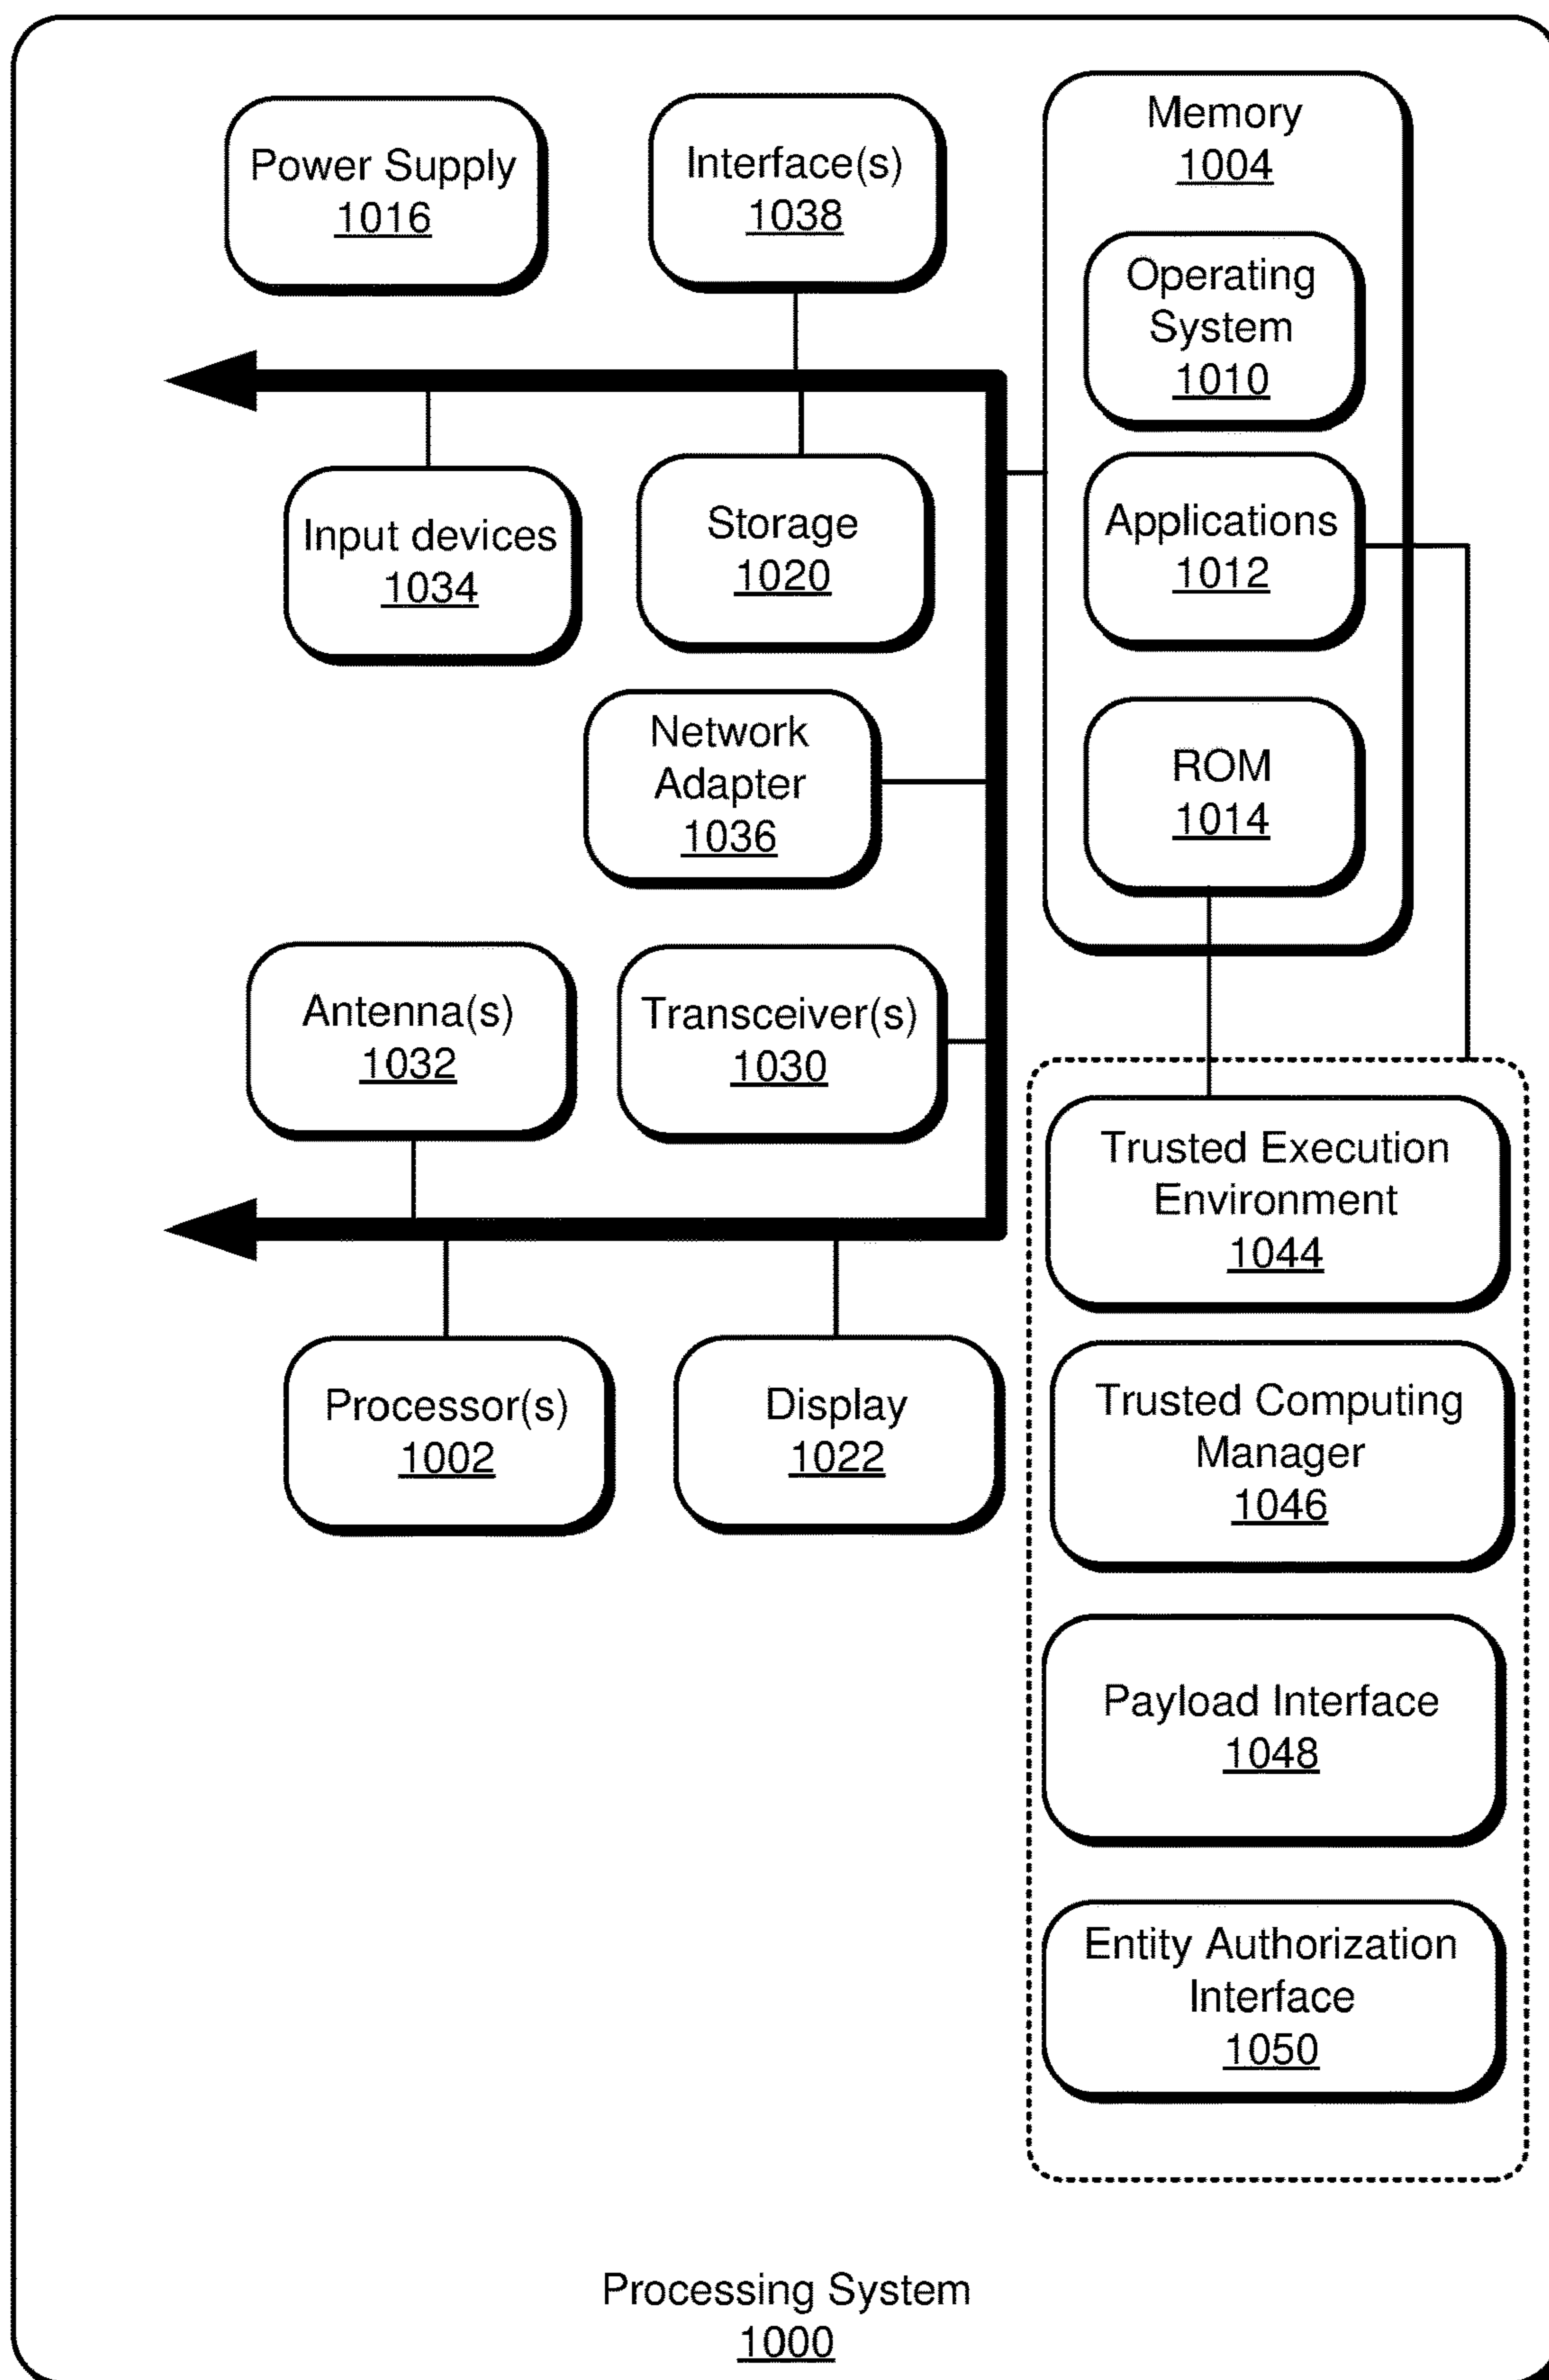 Power Supply
1016
Interface(s)
1038
Memory
1004
Operating
System
1010
Input devices
1034
Storage
1020
Applications
1012
Network
Adapter
1036
ROM
1014
Antenna(s)
1032
Transceiver(s)
1030
Trusted Execution
Environment
1044
Processor(s)
1002
Display
1022
Trusted Computing
Manager
1046
Payload Interface
1048
Entity Authorization
Interface
1050
Processing System
1000